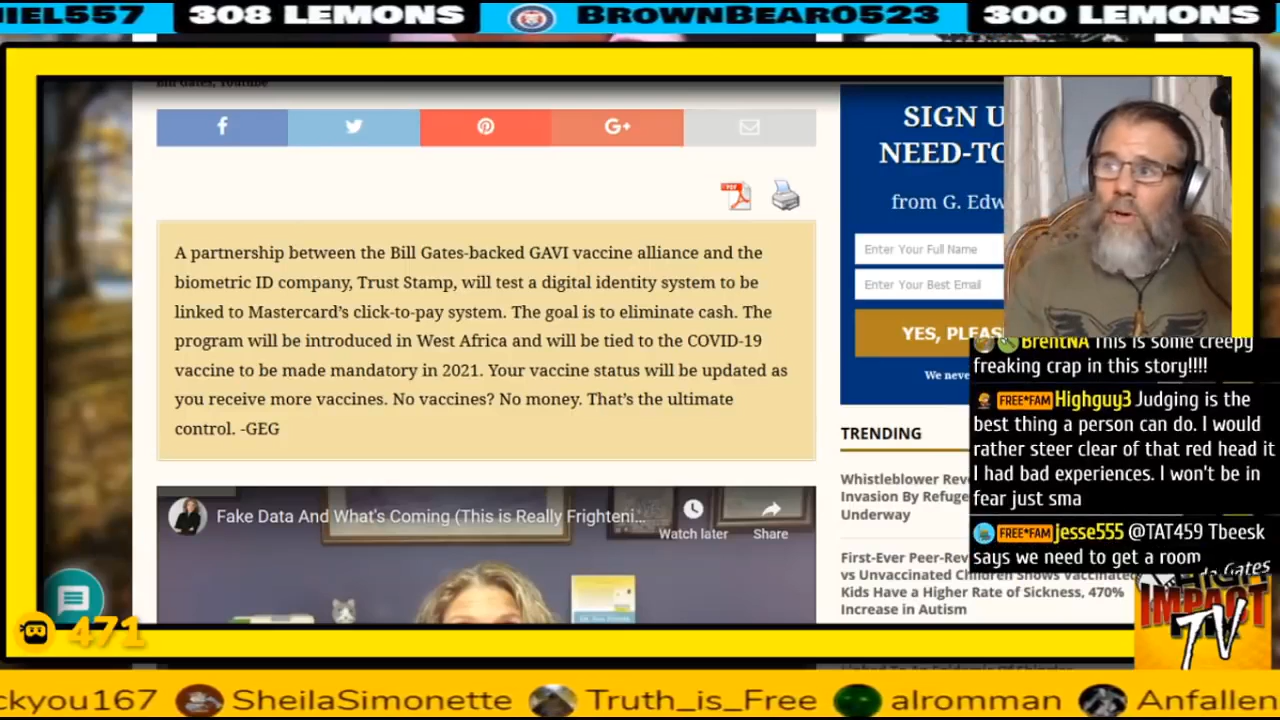 IEL557
308 LEMONS
BROWNBEAR0523
300 LEMONS
Bill Gates, Youtube
SIGN U
NEED-TO
from G. Edw
Enter Your Full Name
Enter Your Best Email
YES, PLEAS
We neve
PDF
A partnership between the Bill Gates-backed GAVI vaccine alliance and the
biometric ID company, Trust Stamp, will test a digital identity system to be
linked to Mastercard’s click-to-pay system. The goal is to eliminate cash. The
program will be introduced in West Africa and will be tied to the COVID-19
vaccine to be made mandatory in 2021. Your vaccine status will be updated as
you receive more vaccines. No vaccines? No money. That’s the ultimate
control. -GEG
Fake Data And What's Coming (This is Really Frighteni...
Watch later
Share
TRENDING
Whistleblower Rev
Invasion By Refuge
Underway
First-Ever Peer-Rev
vs Unvaccinated Children Shows Vaccinated
Kids Have a Higher Rate of Sickness, 470%
Increase in Autism
BrentNA This is some creepy
freaking crap in this story!!!!
FREE*FAM Highguy3 Judging is the
best thing a person can do. I would
rather steer clear of that red head it
I had bad experiences. I won't be in
fear just sma
FREE*FAM jesse555 @TAT459 Tbeesk
says we need to get a room
Gates
IMPACT
TV
471
ckyou167
SheilaSimonette
Truth_is_Free
alromman
Anfallen